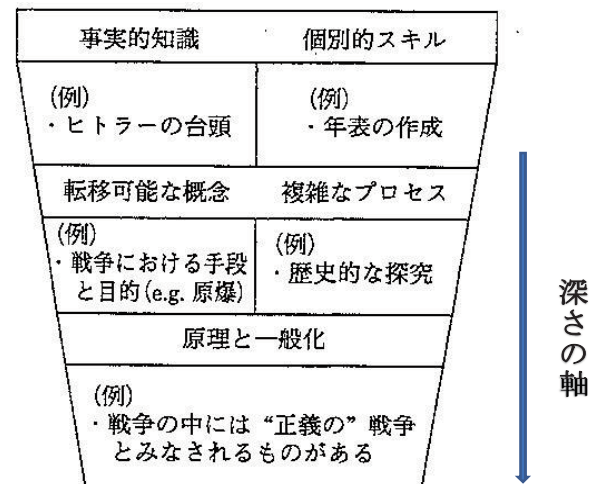 事実的知識 個別的スキル
(例)
・ヒトラーの台頭
(例)
・年表の作成
転移可能な概念 複雑なプロセス
(例)
・戦争における手段
と目的(e.g. 原爆)
(例)
・歴史的な探究
原理と一般化
(例)
・戦争の中には“正義の”戦争
とみなされるものがある
深さの軸